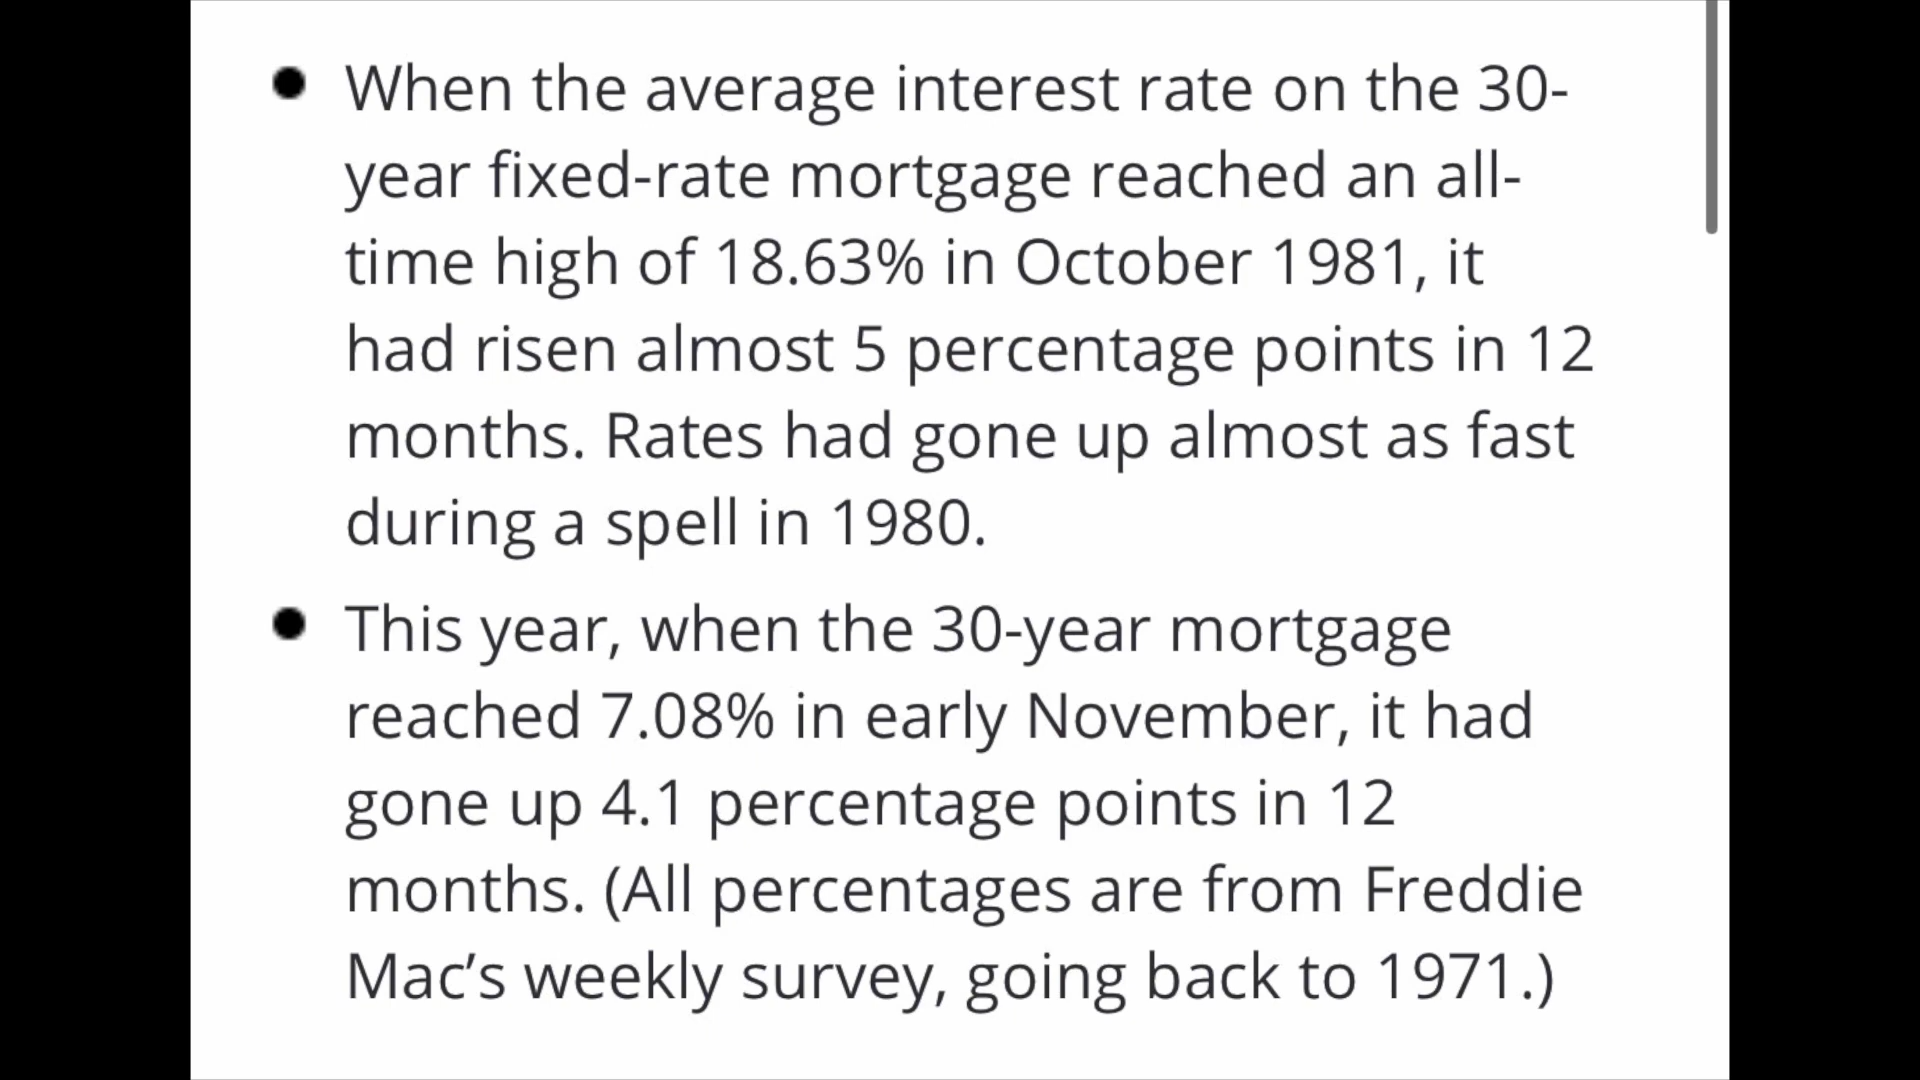 ● When the average interest rate on the 30-
year fixed-rate mortgage reached an all-
time high of 18.63% in October 1981, it
had risen almost 5 percentage points in 12
months. Rates had gone up almost as fast
during a spell in 1980.
● This year, when the 30-year mortgage
reached 7.08% in early November, it had
gone up 4.1 percentage points in 12
months. (All percentages are from Freddie
Mac’s weekly survey, going back to 1971.)